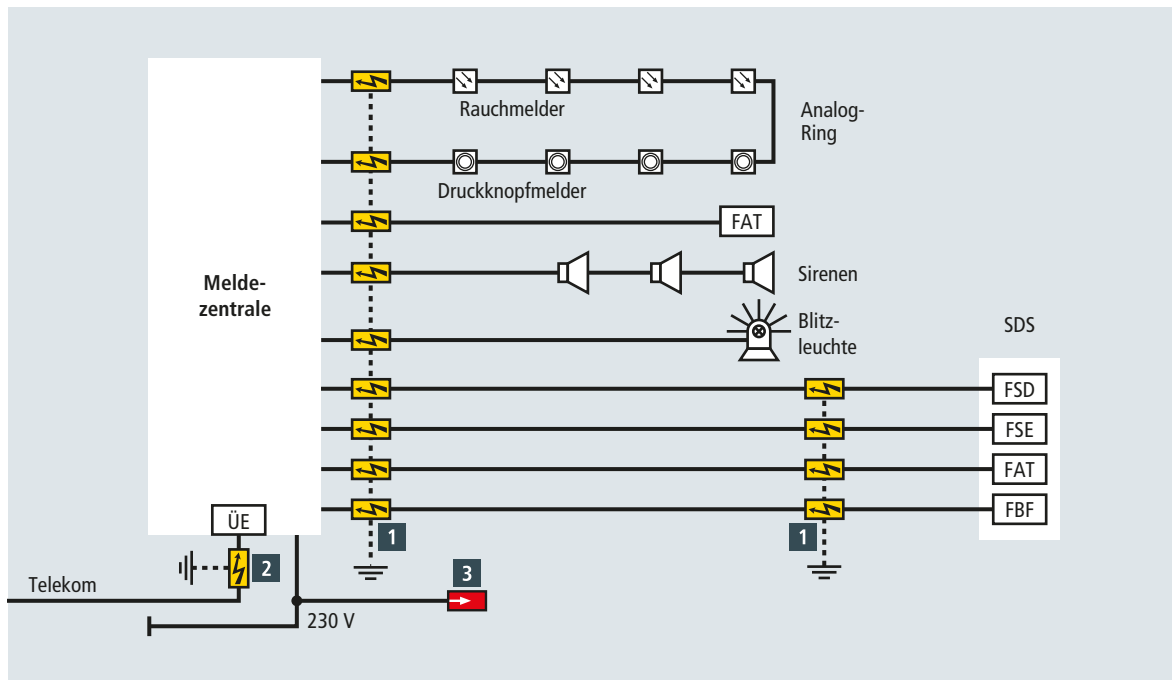 Rauchmelder
Analog-
Ring
Druckknopfmelder
FAT
Melde-
zentrale
Sirenen
Blitz-
leuchte
SDS
FSD
FSE
FAT
FBF
ÜE
1
1
2
3
Telekom
230 V